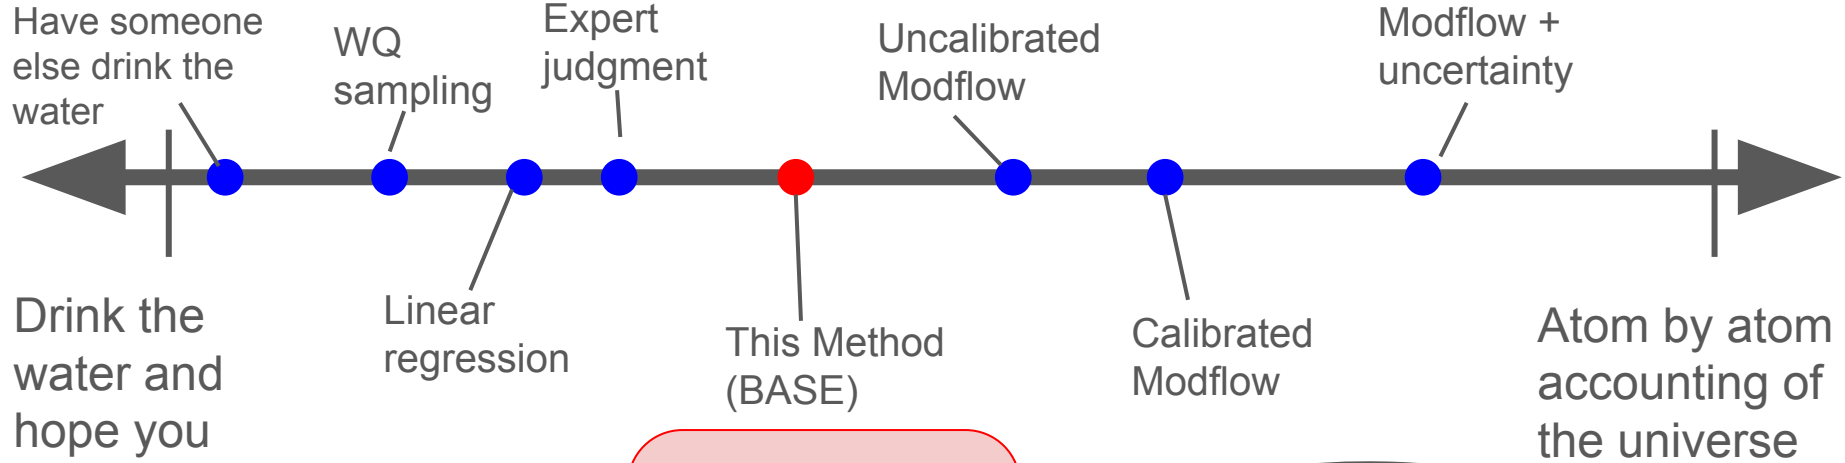 Have someone
else drink the
water
WQ
sampling
Expert
judgment
Uncalibrated
Modflow
Modflow +
uncertainty
Drink the
water and
hope you
Linear
regression
This Method
(BASE)
Calibrated
Modflow
Atom by atom
accounting of
the universe